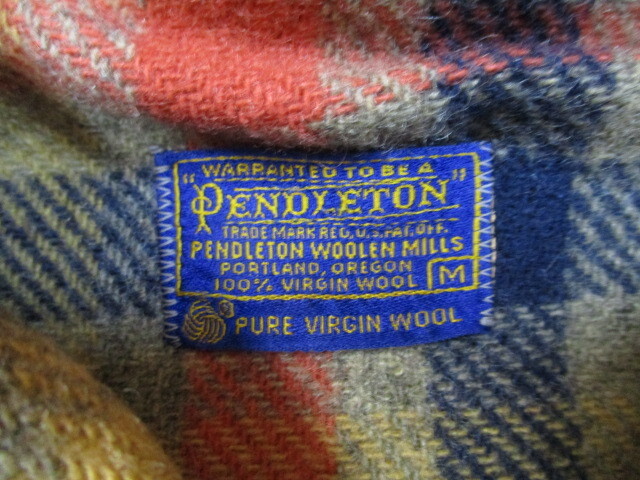 WARRANTED TO BE A
"PENDLETON"
TRADE MARK REG. U.S. PAT. OFF.
PENDLETON WOOLEN MILLS
PORTLAND, OREGON
100% VIRGIN WOOL M
PURE VIRGIN WOOL